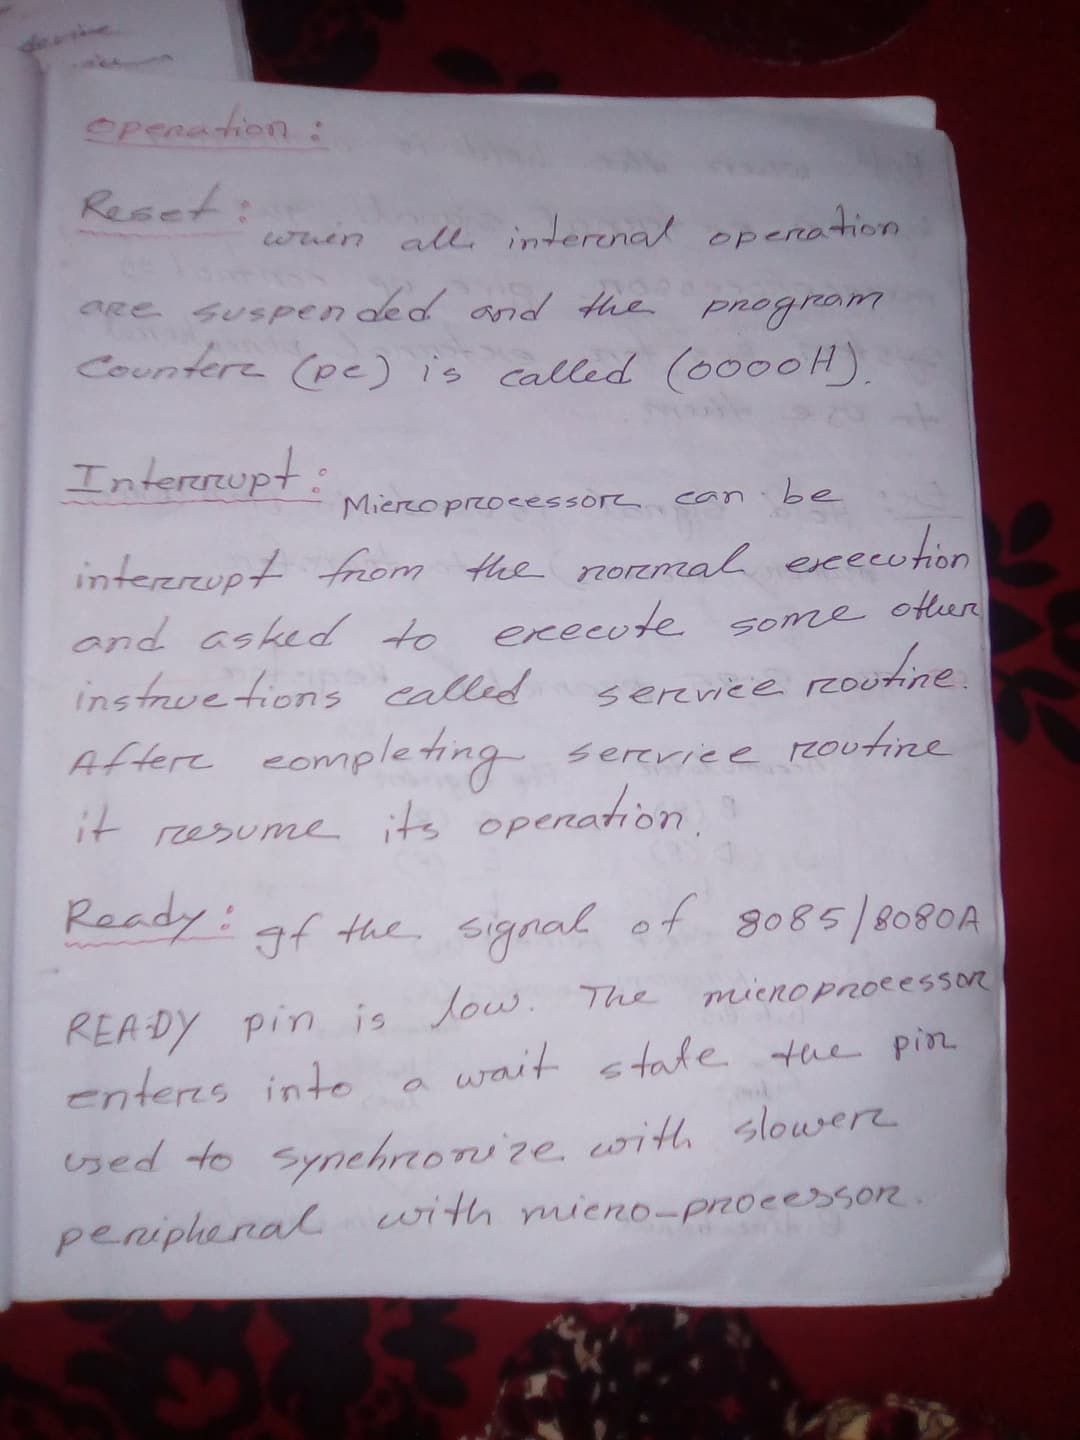 Operation:
Reset:
when all internal operation
are suspended and the program
Counter (pc) is called (0000H).
Interrupt:
Microprocessor can be
interrupt from the normal execution
and asked to execute some other
instructions called service routine.
After completing service routine
it resume its operation.
Ready: If the signal of 8085/8080A
READY pin is low. The microprocessor
enters into a wait state the pin
used to synchronize with slower
peripheral with micro-processor.